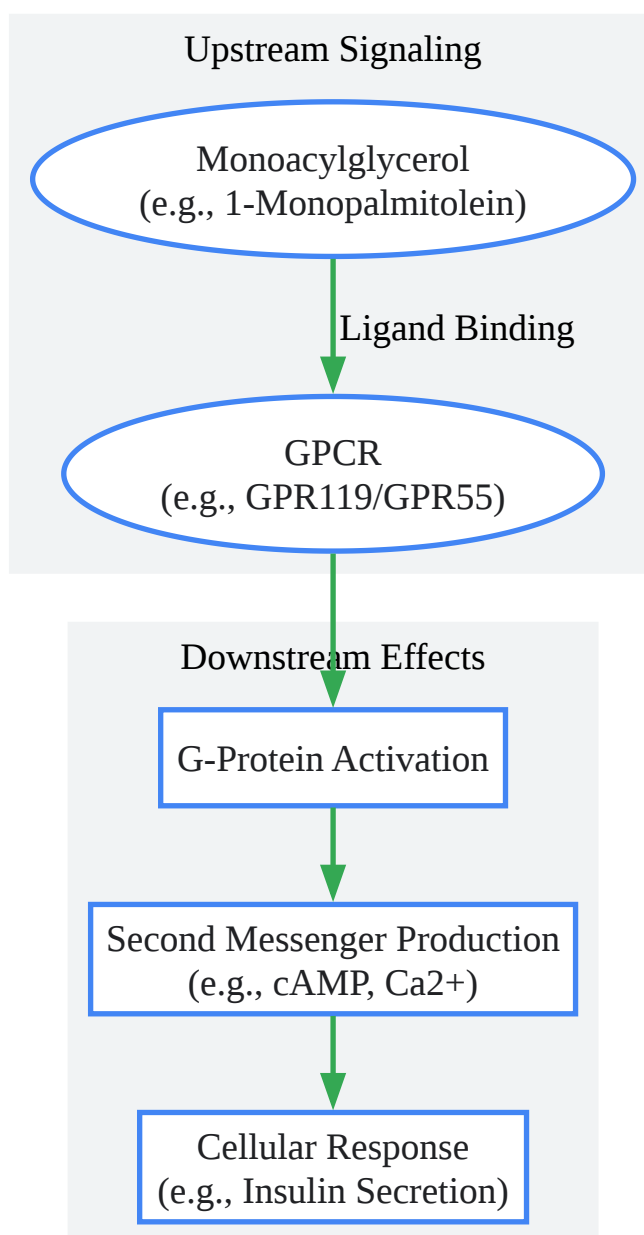 Upstream Signaling
Monoacylglycerol
(e.g., 1-Monopalmitolein)
Ligand Binding
GPCR
(e.g., GPR119/GPR55)
Downstream Effects
G-Protein Activation
Second Messenger Production
(e.g., cAMP, Ca2+)
Cellular Response
(e.g., Insulin Secretion)